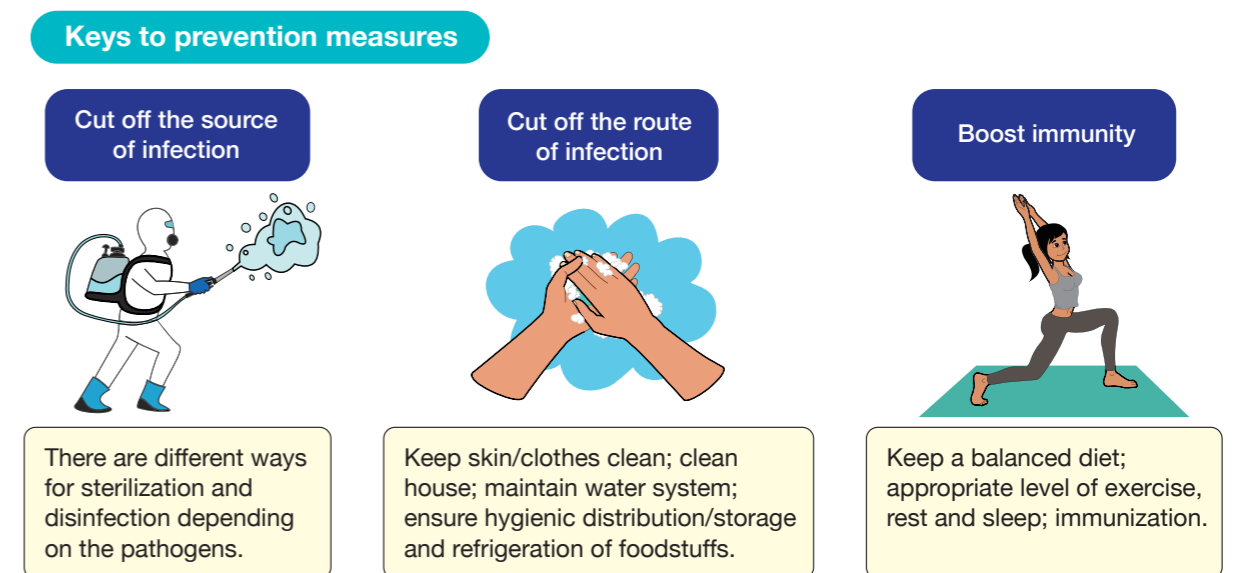 Keys to prevention measures
Cut off the source
of infection
Cut off the route
of infection
Boost immunity
There are different ways
for sterilization and
disinfection depending
on the pathogens.
Keep skin/clothes clean; clean
house; maintain water system;
ensure hygienic distribution/storage
and refrigeration of foodstuffs.
Keep a balanced diet;
appropriate level of exercise,
rest and sleep; immunization.